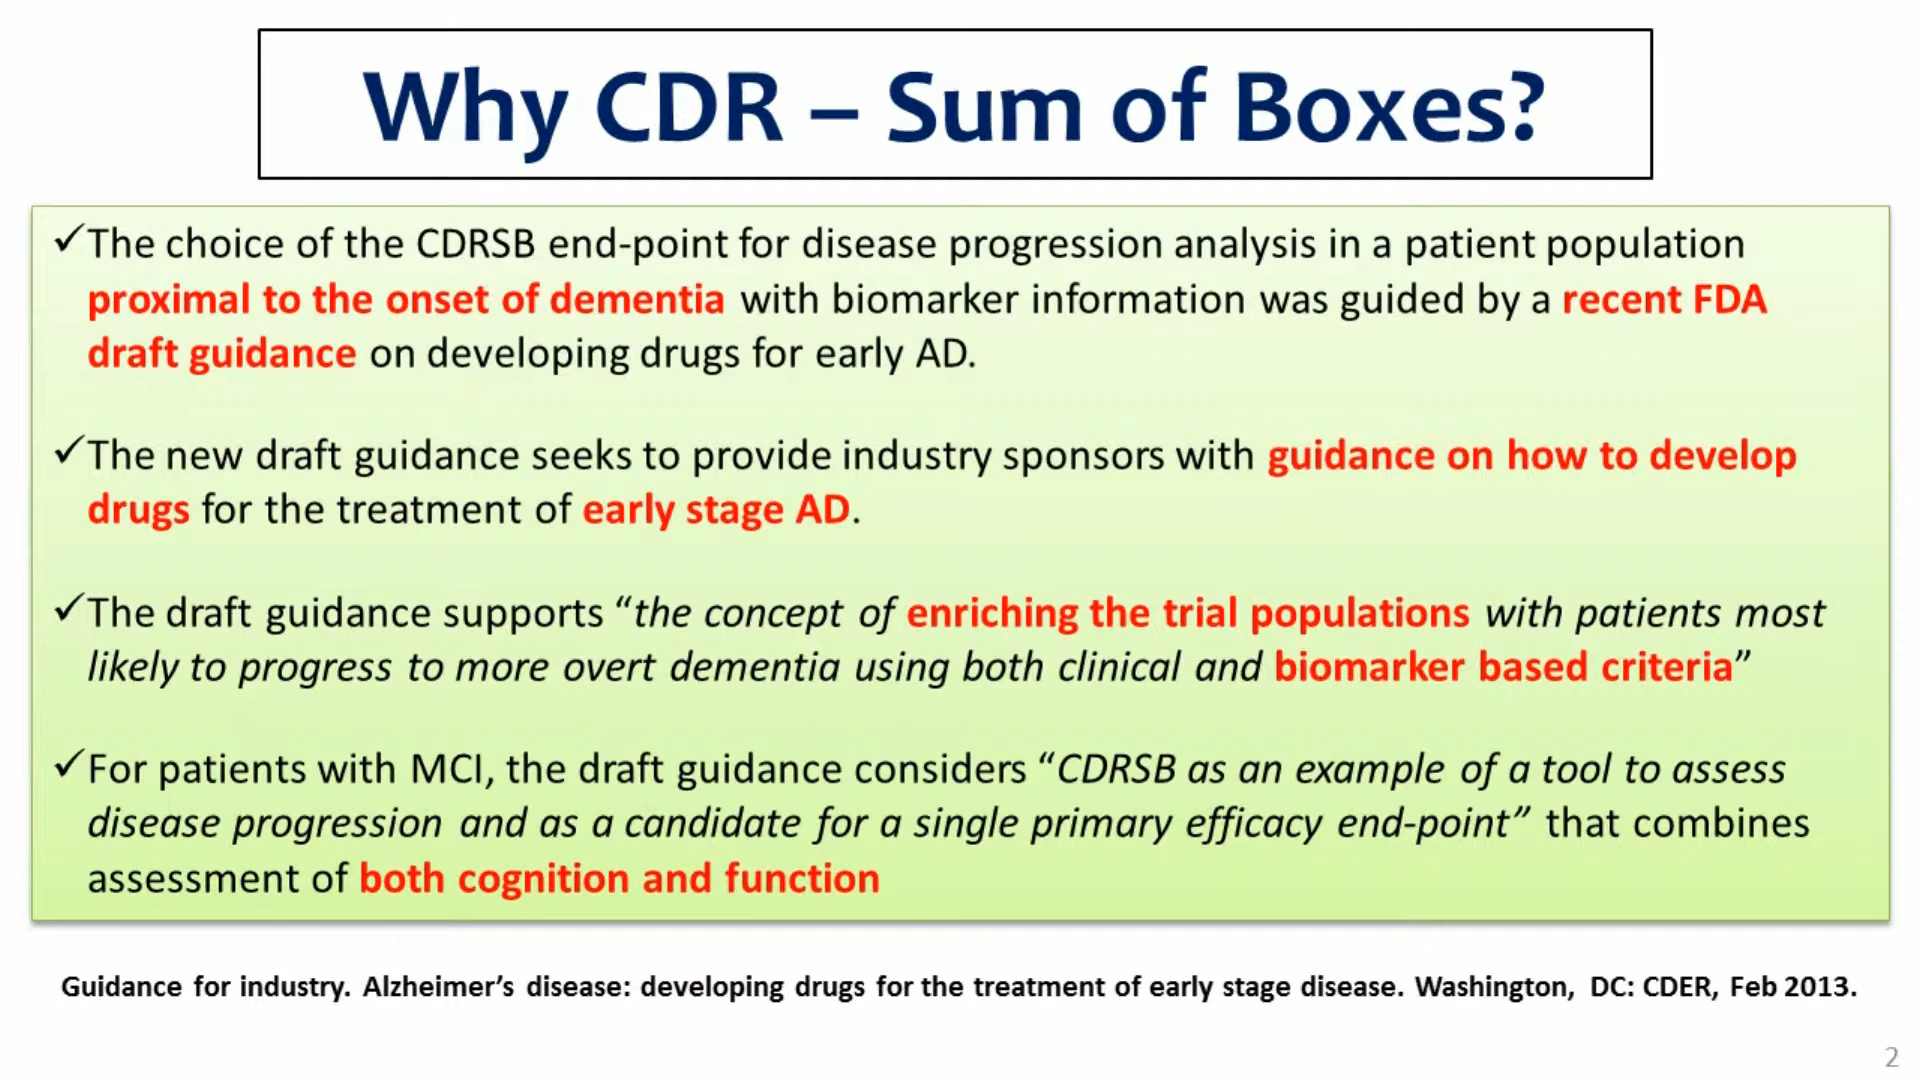 Why CDR – Sum of Boxes?
✓The choice of the CDRSB end-point for disease progression analysis in a patient population
proximal to the onset of dementia with biomarker information was guided by a recent FDA
draft guidance on developing drugs for early AD.
✓The new draft guidance seeks to provide industry sponsors with guidance on how to develop
drugs for the treatment of early stage AD.
✓The draft guidance supports “the concept of enriching the trial populations with patients most
likely to progress to more overt dementia using both clinical and biomarker based criteria”
✓For patients with MCI, the draft guidance considers “CDRSB as an example of a tool to assess
disease progression and as a candidate for a single primary efficacy end-point” that combines
assessment of both cognition and function
Guidance for industry. Alzheimer’s disease: developing drugs for the treatment of early stage disease. Washington, DC: CDER, Feb 2013.
2